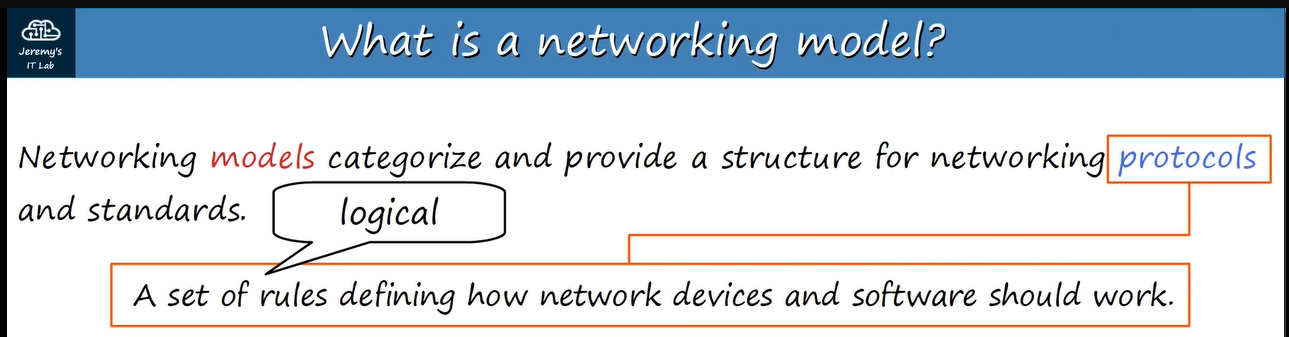 Jeremy's
IT Lab
What is a networking model?
Networking models categorize and provide a structure for networking protocols
and standards.
logical
A set of rules defining how network devices and software should work.